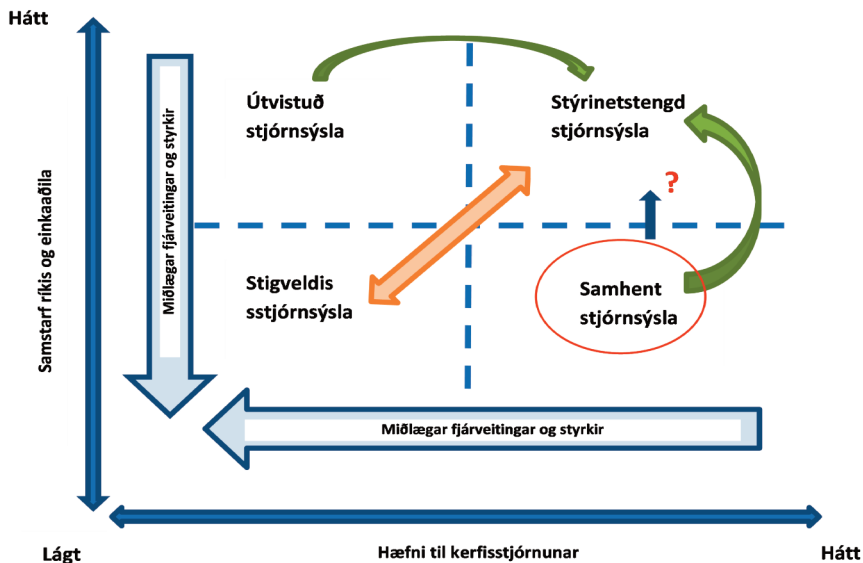 Hátt
Samstarf ríkis og einkaaðila
Miðlægar fjárveitingar og styrkir
Útvistuð
stjórnsýsla
Stýrinetstengd
stjórnsýsla
?
Stigveldis
sstjórnsýsla
Samhent
stjórnsýsla
Miðlægar fjárveitingar og styrkir
Lágt
Hæfni til kerfisstjórnunar
Hátt